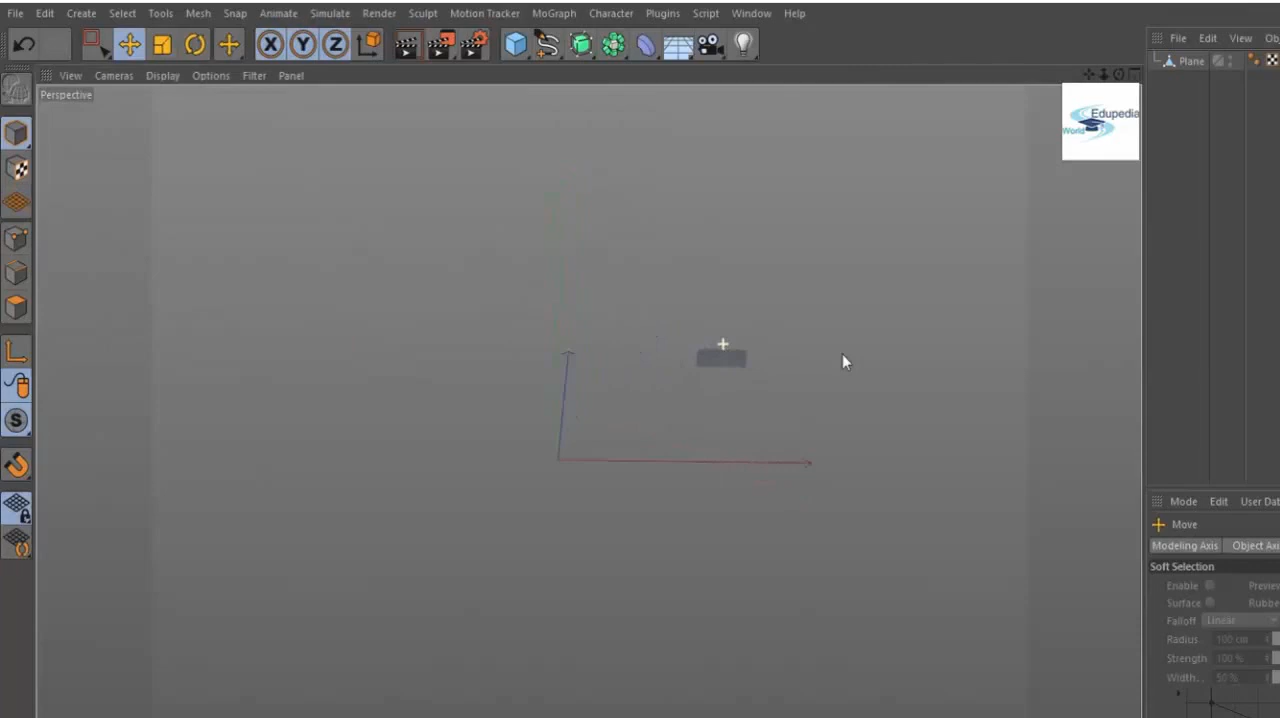 File Edit Create Select Tools Mesh Snap Animate Simulate Render Sculpt Motion Tracker MoGraph Character Plugins Script Window Help
X Y Z
File Edit View Ob
View Cameras Display Options Filter Panel
Plane
Perspective
Edupedia
World
S
Mode Edit User Dat
Move
Modeling Axis Object Axi
Soft Selection
Enable Preview
Surface Rubbe
Falloff Linear
Radius 100 cm
Strength 100 %
Width.. 50 %